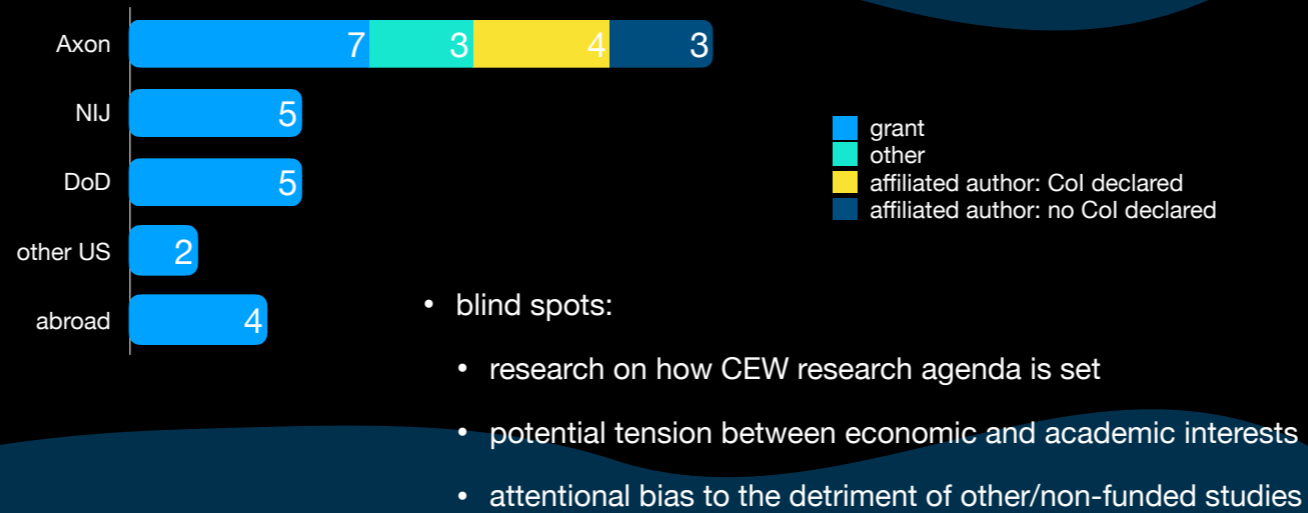 Axon 7 3 4 3
NIJ 5
DoD 5
other US 2
abroad 4
grant
other
affiliated author: CoI declared
affiliated author: no CoI declared
• blind spots:
• research on how CEW research agenda is set
• potential tension between economic and academic interests
• attentional bias to the detriment of other/non-funded studies